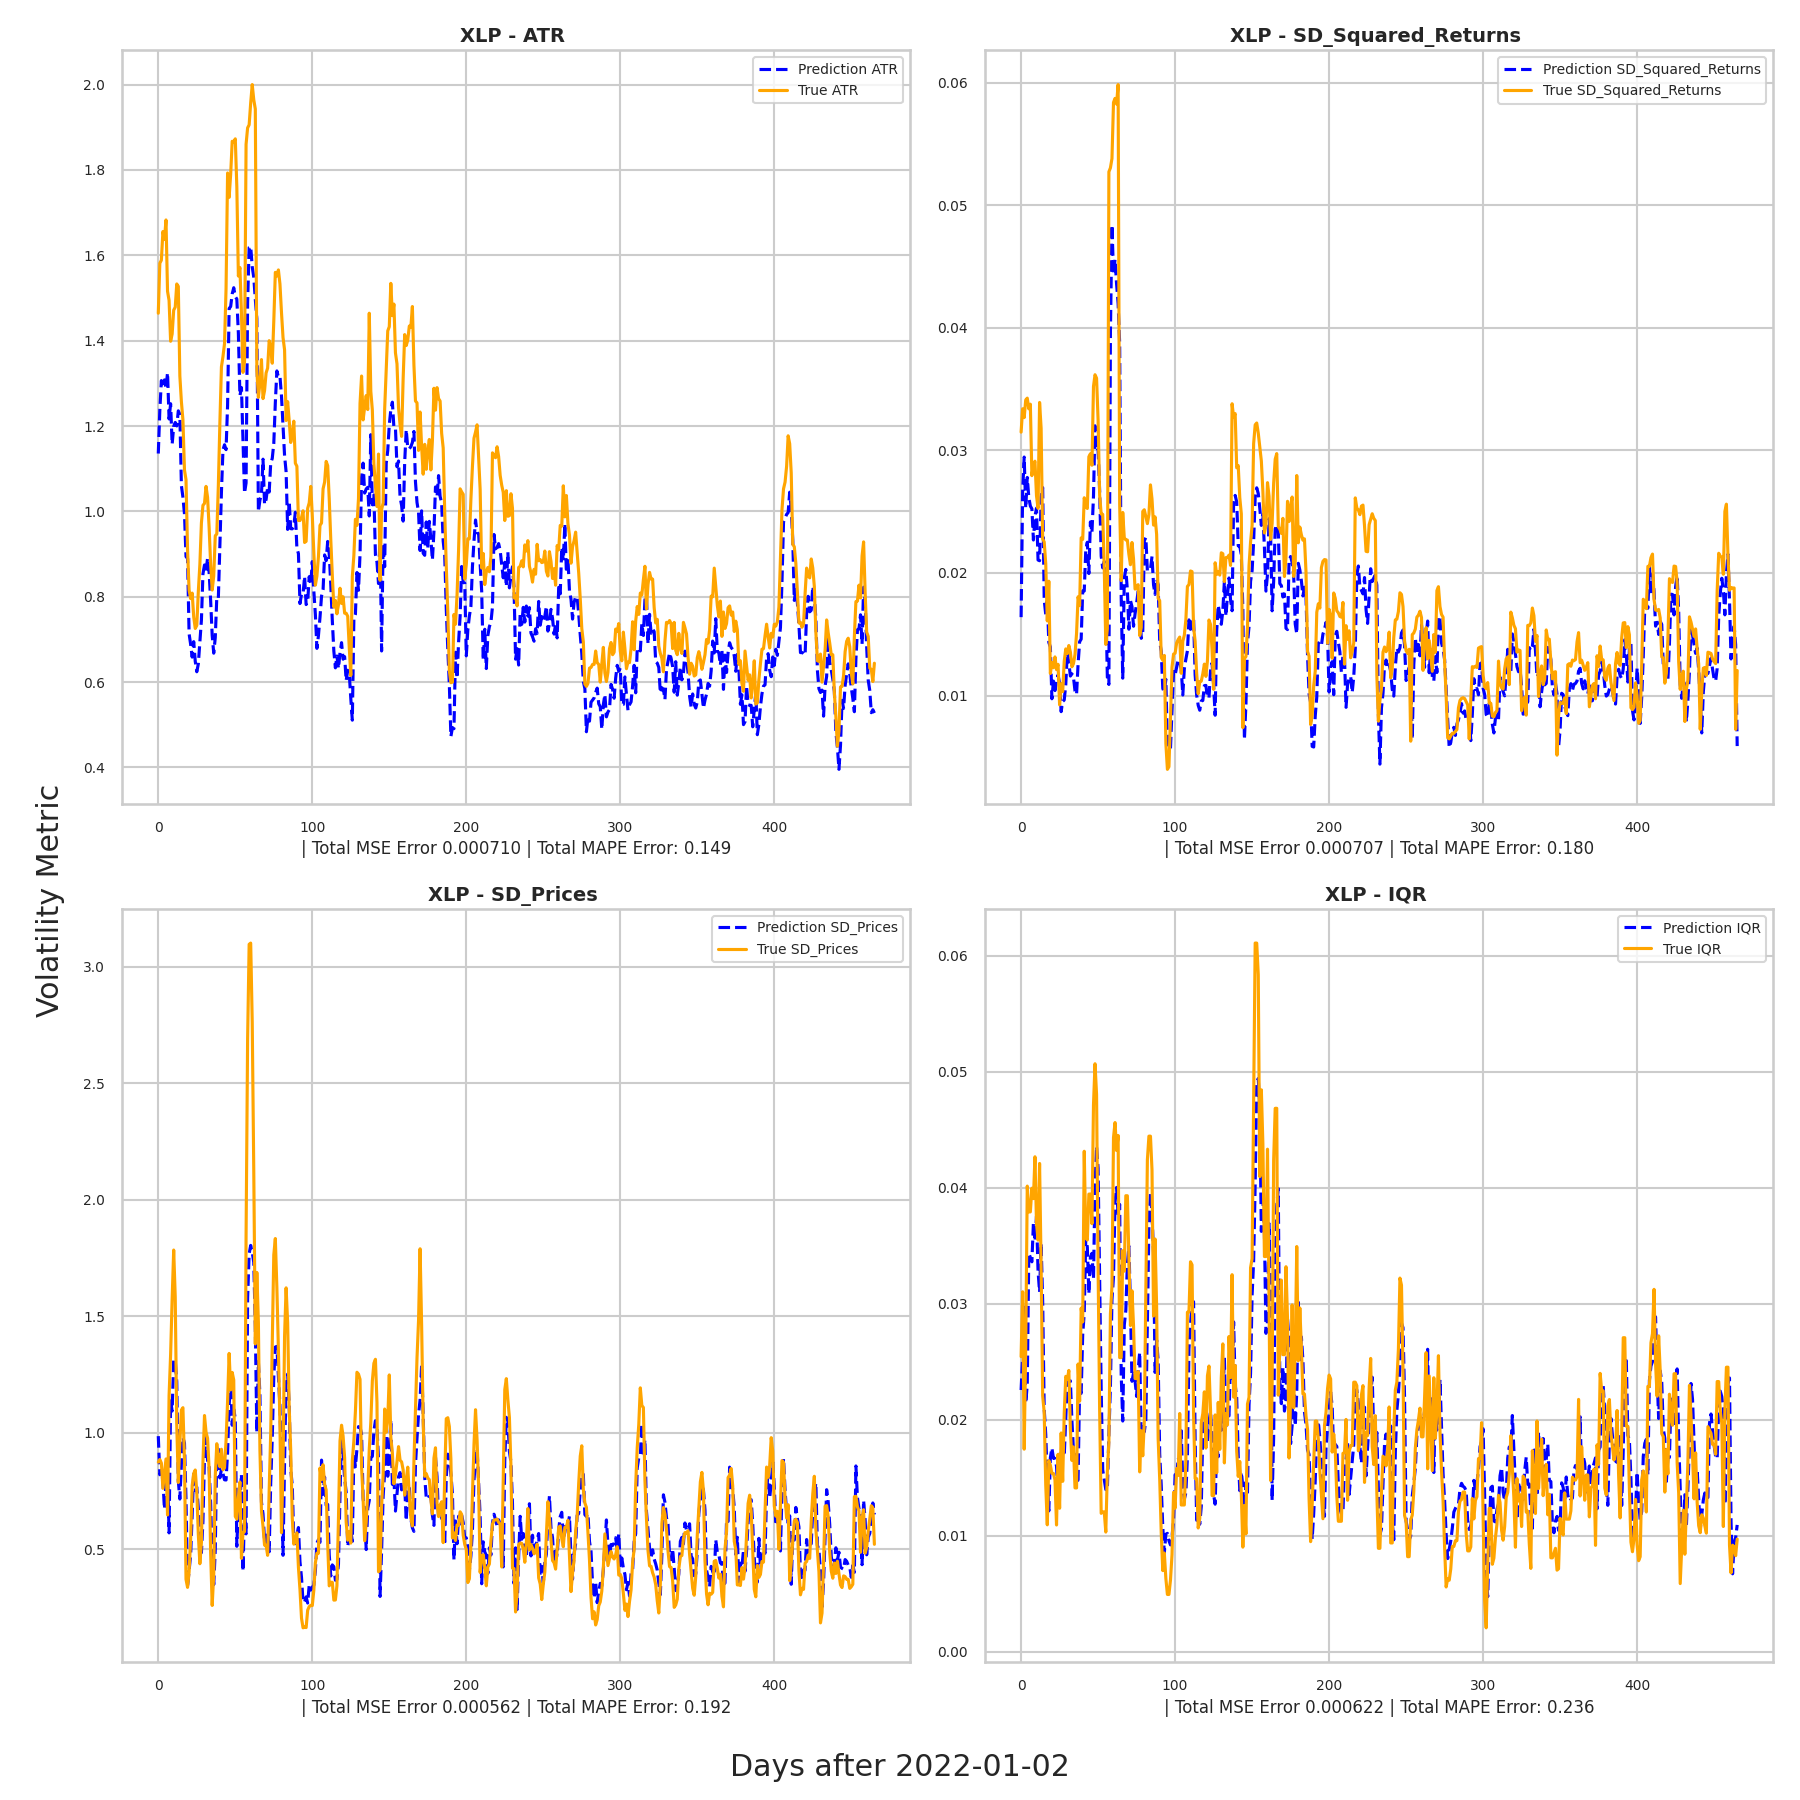 XLP - ATR
Prediction ATR
True ATR
2.0
1.8
1.6
1.4
1.2
1.0
0.8
0.6
0.4
0 100 200 300 400
| Total MSE Error 0.000710 | Total MAPE Error: 0.149
XLP - SD_Squared_Returns
Prediction SD_Squared_Returns
True SD_Squared_Returns
0.06
0.05
0.04
0.03
0.02
0.01
0 100 200 300 400
| Total MSE Error 0.000707 | Total MAPE Error: 0.180
Volatility Metric
XLP - SD_Prices
Prediction SD_Prices
True SD_Prices
3.0
2.5
2.0
1.5
1.0
0.5
0 100 200 300 400
| Total MSE Error 0.000562 | Total MAPE Error: 0.192
XLP - IQR
Prediction IQR
True IQR
0.06
0.05
0.04
0.03
0.02
0.01
0.00
0 100 200 300 400
| Total MSE Error 0.000622 | Total MAPE Error: 0.236
Days after 2022-01-02